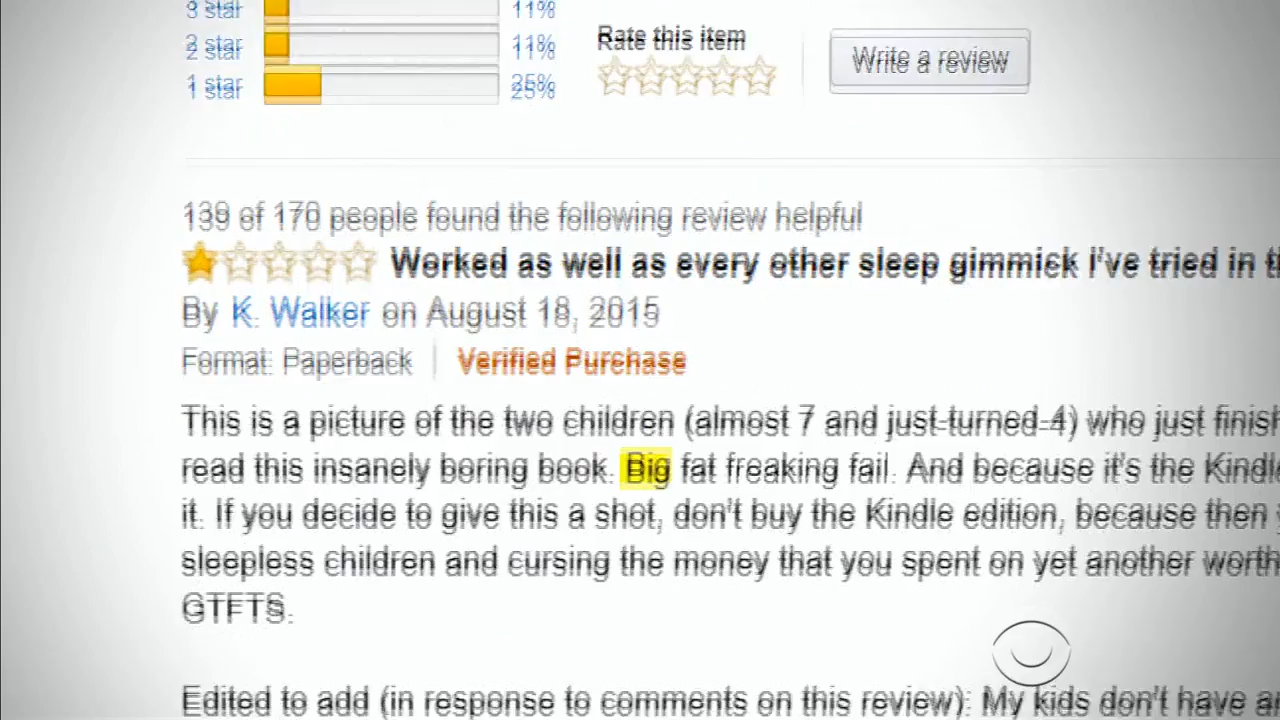 3 star 11%
2 star 11%
1 star 25%
Rate this item
Write a review
139 of 170 people found the following review helpful
Worked as well as every other sleep gimmick I've tried in
By K. Walker on August 18, 2015
Format: Paperback Verified Purchase
This is a picture of the two children (almost 7 and just-turned-4) who just finish
read this insanely boring book. Big fat freaking fail. And because it's the Kindle
it. If you decide to give this a shot, don't buy the Kindle edition, because then
sleepless children and cursing the money that you spent on yet another worth
GTFTS.
Edited to add (in response to comments on this review): My kids don't have